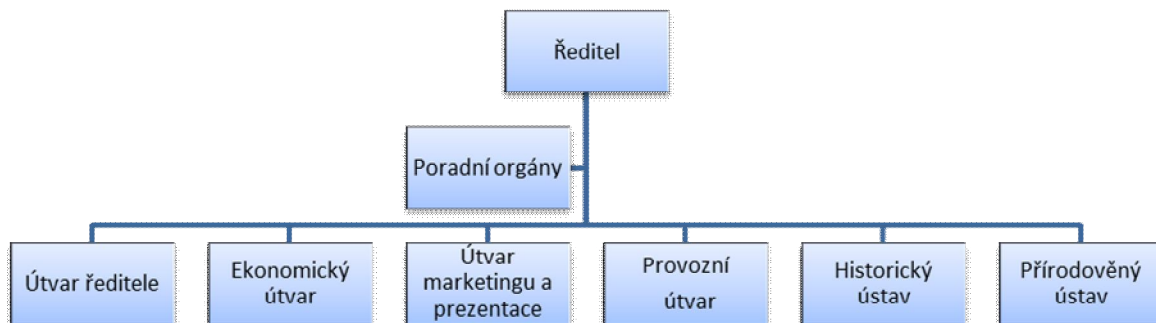 Ředitel
Poradní orgány
Útvar ředitele
Ekonomický
útvar
Útvar
marketingu a
prezentace
Provozní
útvar
Historický
ústav
Přírodověný
ústav